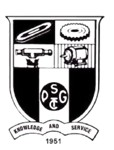 KNOWLEDGE AND SERVICE
1951